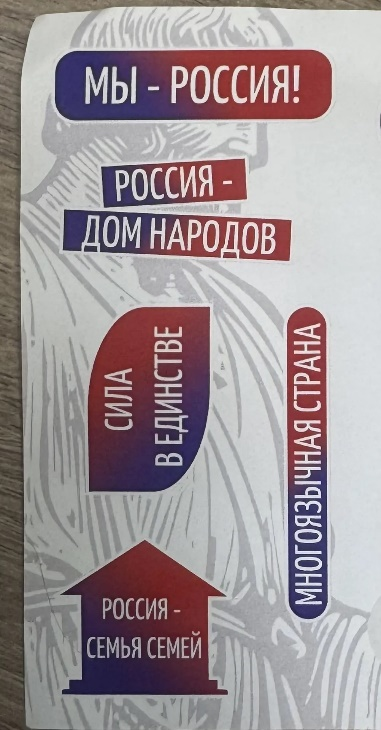 МЫ - РОССИЯ!
РОССИЯ -
ДОМ НАРОДОВ
СИЛА
В ЕДИНСТВЕ
МНОГОЯЗЫЧНАЯ СТРАНА
РОССИЯ -
СЕМЬЯ СЕМЕЙ